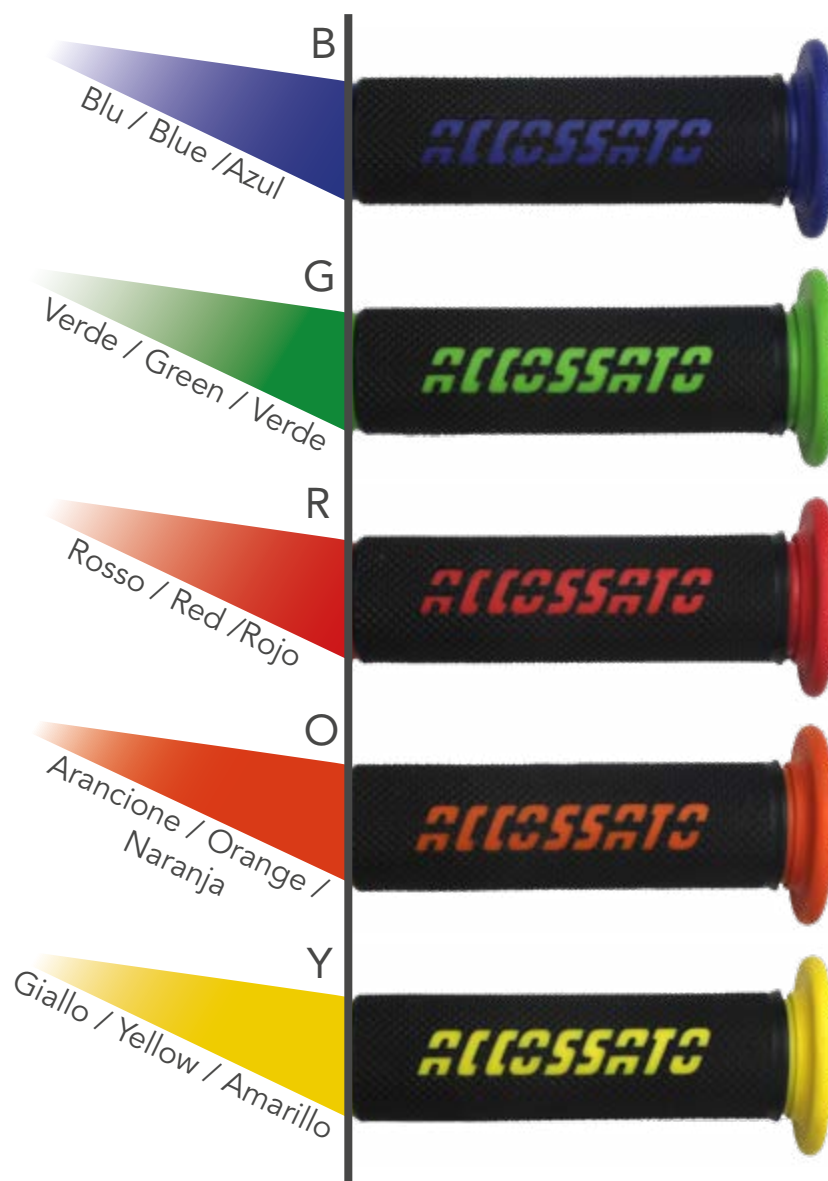 B
Blu / Blue /Azul
ACCOSSATO
G
Verde / Green / Verde
ACCOSSATO
R
Rosso / Red /Rojo
ACCOSSATO
O
Arancione / Orange /
Naranja
ACCOSSATO
Y
Giallo / Yellow / Amarillo
ACCOSSATO